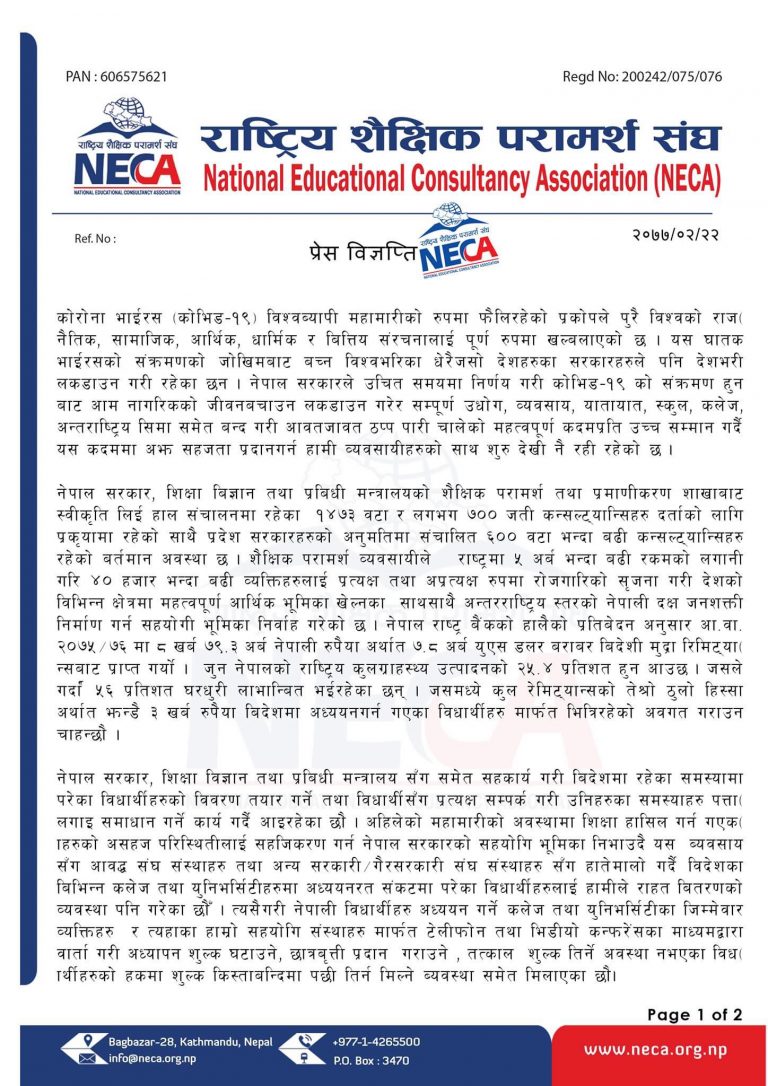 PAN : 606575621
Regd No: 200242/075/076
राष्ट्रिय शैक्षिक परामर्श संघ
NECA
NATIONAL EDUCATIONAL CONSULTANCY ASSOCIATION
राष्ट्रिय शैक्षिक परामर्श संघ
National Educational Consultancy Association (NECA)
Ref. No :
२०७७/०२/२२
प्रेस विज्ञप्ति
राष्ट्रिय शैक्षिक परामर्श संघ
NECA
NATIONAL EDUCATIONAL CONSULTANCY ASSOCIATION
कोरोना भाईरस (कोभिड-१९) विश्वब्यापी महामारीको रुपमा फैलिरहेको प्रकोपले पुरै विश्वको राज(
नैतिक, सामाजिक, आर्थिक, धार्मिक र बित्तिय संरचनालाई पूर्ण रुपमा खल्बलाएको छ । यस घातक
भाईरसको संक्रमणको जोखिमबाट बच्न विश्वभरिका धेरैजसो देशहरुका सरकारहरुले पनि देशभरी
लकडाउन गरी रहेका छन । नेपाल सरकारले उचित समयमा निर्णय गरी कोभिड-१९ को संक्रमण हुन
बाट आम नागरिकको जीवनबचाउन लकडाउन गरेर सम्पूर्ण उधोग, व्यवसाय, यातायात, स्कुल, कलेज,
अन्तराष्ट्रिय सिमा समेत बन्द गरी आवतजावत ठप्प पारी चालेको महत्वपूर्ण कदमप्रति उच्च सम्मान गर्दै
यस कदममा अझ सहजता प्रदानगर्न हामी व्यवसायीहरुको साथ शुरु देखी नै रही रहेको छ ।
नेपाल सरकार, शिक्षा बिज्ञान तथा प्रबिधी मन्त्रालयको शैक्षिक परामर्श तथा प्रमाणीकरण शाखाबाट
स्वीकृति लिई हाल संचालनमा रहेका १४७३ वटा र लगभग ७०० जती कन्सल्ट्यान्सिहरु दर्ताको लागि
प्रकृयामा रहेको साथै प्रदेश सरकारहरुको अनुमतिमा संचालित ६०० वटा भन्दा बढी कन्सल्ट्यान्सिहरु
रहेको बर्तमान अवस्था छ । शैक्षिक परामर्श ब्यवसायीले राष्ट्रमा ५ अर्ब भन्दा बढी रकमको लगानी
गरि ४० हजार भन्दा बढी व्यक्तिहरुलाई प्रत्यक्ष तथा अप्रत्यक्ष रुपमा रोजगारिको सृजना गरी देशको
विभिन्न क्षेत्रमा महत्वपूर्ण आर्थिक भूमिका खेल्नका साथसाथै अन्तरराष्ट्रिय स्तरको नेपाली दक्ष जनशक्ती
निर्माण गर्न सहयोगी भूमिका निर्वाह गरेको छ । नेपाल राष्ट्र बैंकको हालैको प्रतिबेदन अनुसार आ.वा.
२०७५/७६ मा ८ खर्ब ७९.३ अर्ब नेपाली रुपैया अर्थात ७.८ अर्ब युएस डलर बराबर बिदेशी मुद्रा रिमिट्या(
न्सबाट प्राप्त गर्यो । जुन नेपालको राष्ट्रिय कुलग्राहस्थ्य उत्पादनको २५.४ प्रतिशत हुन आउछ । जसले
गर्दा ५६ प्रतिशत घरधुरी लाभान्बित भईरहेका छन् । जसमध्ये कुल रेमिट्यान्सको तेश्रो ठुलो हिस्सा
अर्थात झन्डै ३ खर्ब रुपैया बिदेशमा अध्ययनगर्न गएका विद्यार्थीहरु मार्फत भित्रिरहेको अवगत गराउन
चाहन्छौ ।
नेपाल सरकार, शिक्षा विज्ञान तथा प्रबिधी मन्त्रालय सँग समेत सहकार्य गरी बिदेशमा रहेका समस्यामा
परेका विद्यार्थीहरुको विवरण तयार गर्ने तथा विद्यार्थीसँग प्रत्यक्ष सम्पर्क गरी उनिहरुका समस्याहरु पत्ता(
लगाइ समाधान गर्ने कार्य गर्दै आइरहेका छौ । अहिलेको महामारीको अवस्थामा शिक्षा हासिल गर्न गएक(
ाहरुको असहज परिस्थितीलाई सहजिकरण गर्न नेपाल सरकारको सहयोगि भूमिका निभाउदै यस ब्यवसाय
सँग आवद्ध संघ संस्थाहरु तथा अन्य सरकारी/गैरसरकारी संघ संस्थाहरु सँग हातेमालो गर्दै विदेशका
बिभिन्न कलेज तथा युनिभर्सिटीहरुमा अध्ययनरत संकटमा परेका विद्यार्थीहरुलाई हामीले राहत बितरणको
ब्यवस्था पनि गरेका छौँ । त्यसैगरी नेपाली विद्यार्थीहरु अध्ययन गर्ने कलेज तथा युनिभर्सिटीका जिम्मेवार
व्यक्तिहरु र त्यहाका हाम्रो सहयोगि संस्थाहरु मार्फत टेलीफोन तथा भिडीयो कन्फरेंसका माध्यमद्वारा
वार्ता गरी अध्यापन शुल्क घटाउने, छात्रबृत्ती प्रदान गराउने , तत्काल शुल्क तिर्ने अवस्था नभएका विध(
ार्थीहरुको हकमा शुल्क किस्ताबन्दिमा पछी तिर्न मिल्ने ब्यवस्था समेत मिलाएका छौ।
Page 1 of 2
Bagbazar-28, Kathmandu, Nepal
info@neca.org.np
+977-1-4265500
P.O. Box : 3470
www.neca.org.np